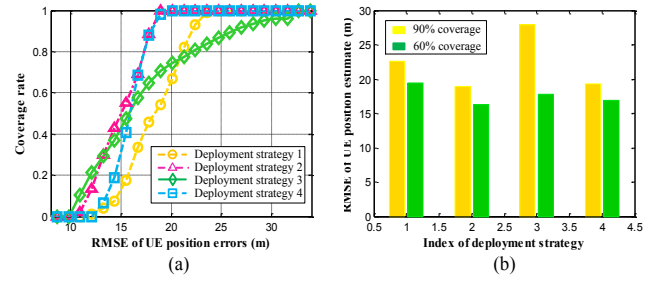 1
0.8
0.6
0.4
0.2
0
Coverage rate
Deployment strategy 1
Deployment strategy 2
Deployment strategy 3
Deployment strategy 4
10 15 20 25 30
RMSE of UE position errors (m)
(a)
30
25
20
15
10
5
0
RMSE of UE position estimate (m)
90% coverage
60% coverage
0.5 1 1.5 2 2.5 3 3.5 4 4.5
Index of deployment strategy
(b)